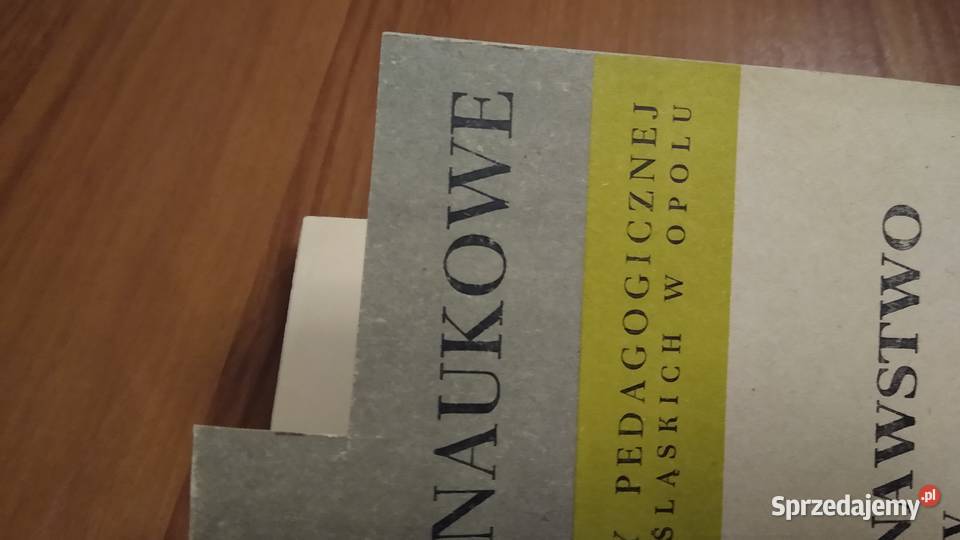 NAUKOWE
Y PEDAGOGICZNEJ
ŚLĄSKICH W OPOLU
NAWSTWO
Y
Sprzedajemy.pl